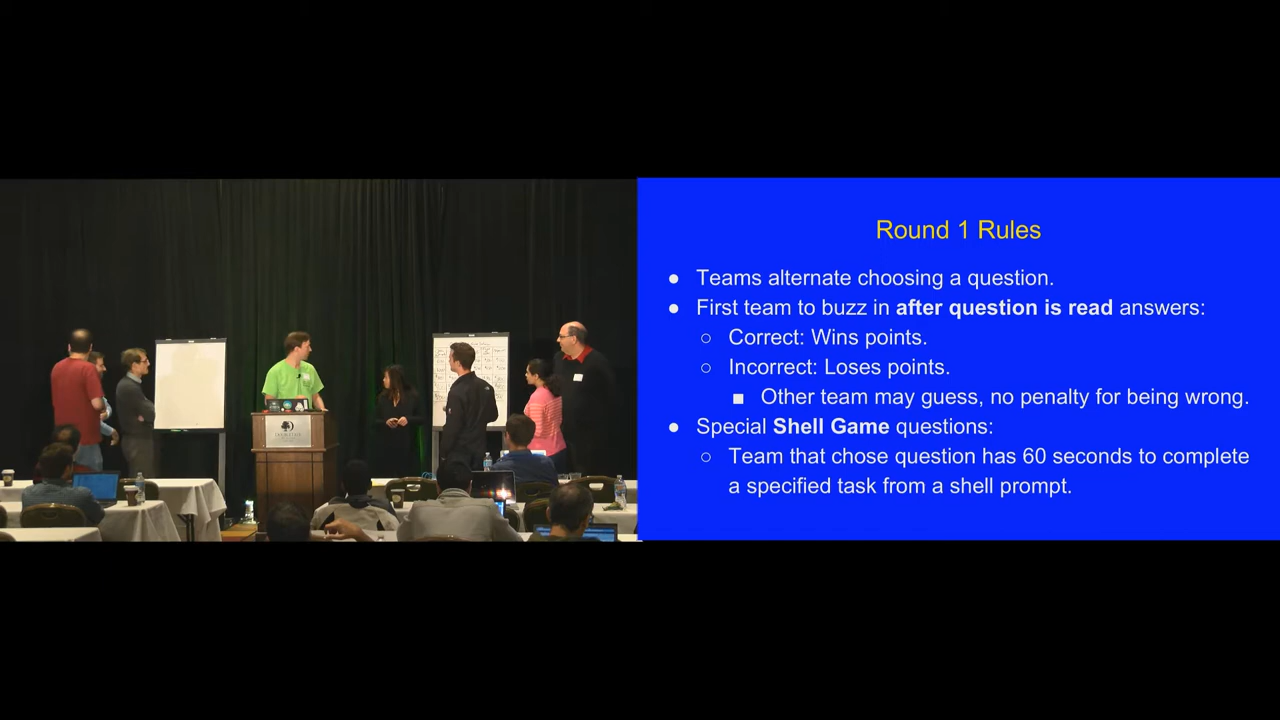 Round 1 Rules
● Teams alternate choosing a question.
● First team to buzz in after question is read answers:
○ Correct: Wins points.
○ Incorrect: Loses points.
■ Other team may guess, no penalty for being wrong.
● Special Shell Game questions:
○ Team that chose question has 60 seconds to complete
a specified task from a shell prompt.